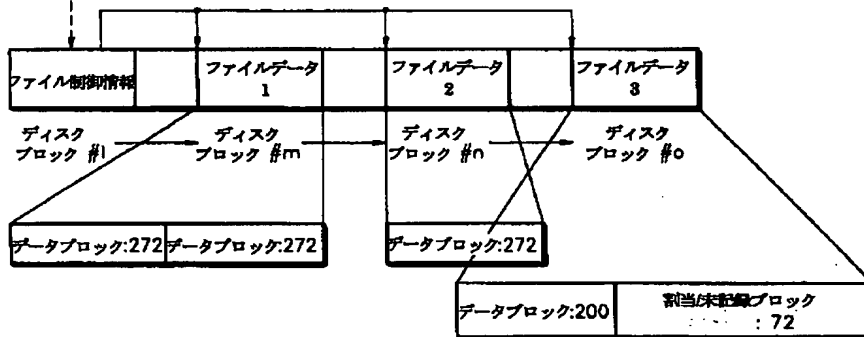 ファイル制御情報
ファイルデータ
1
ファイルデータ
2
ファイルデータ
3
ディスク
ブロック #l
ディスク
ブロック #m
ディスク
ブロック #n
ディスク
ブロック #o
データブロック:272
データブロック:272
データブロック:272
データブロック:200
割当/未記録ブロック
: 72